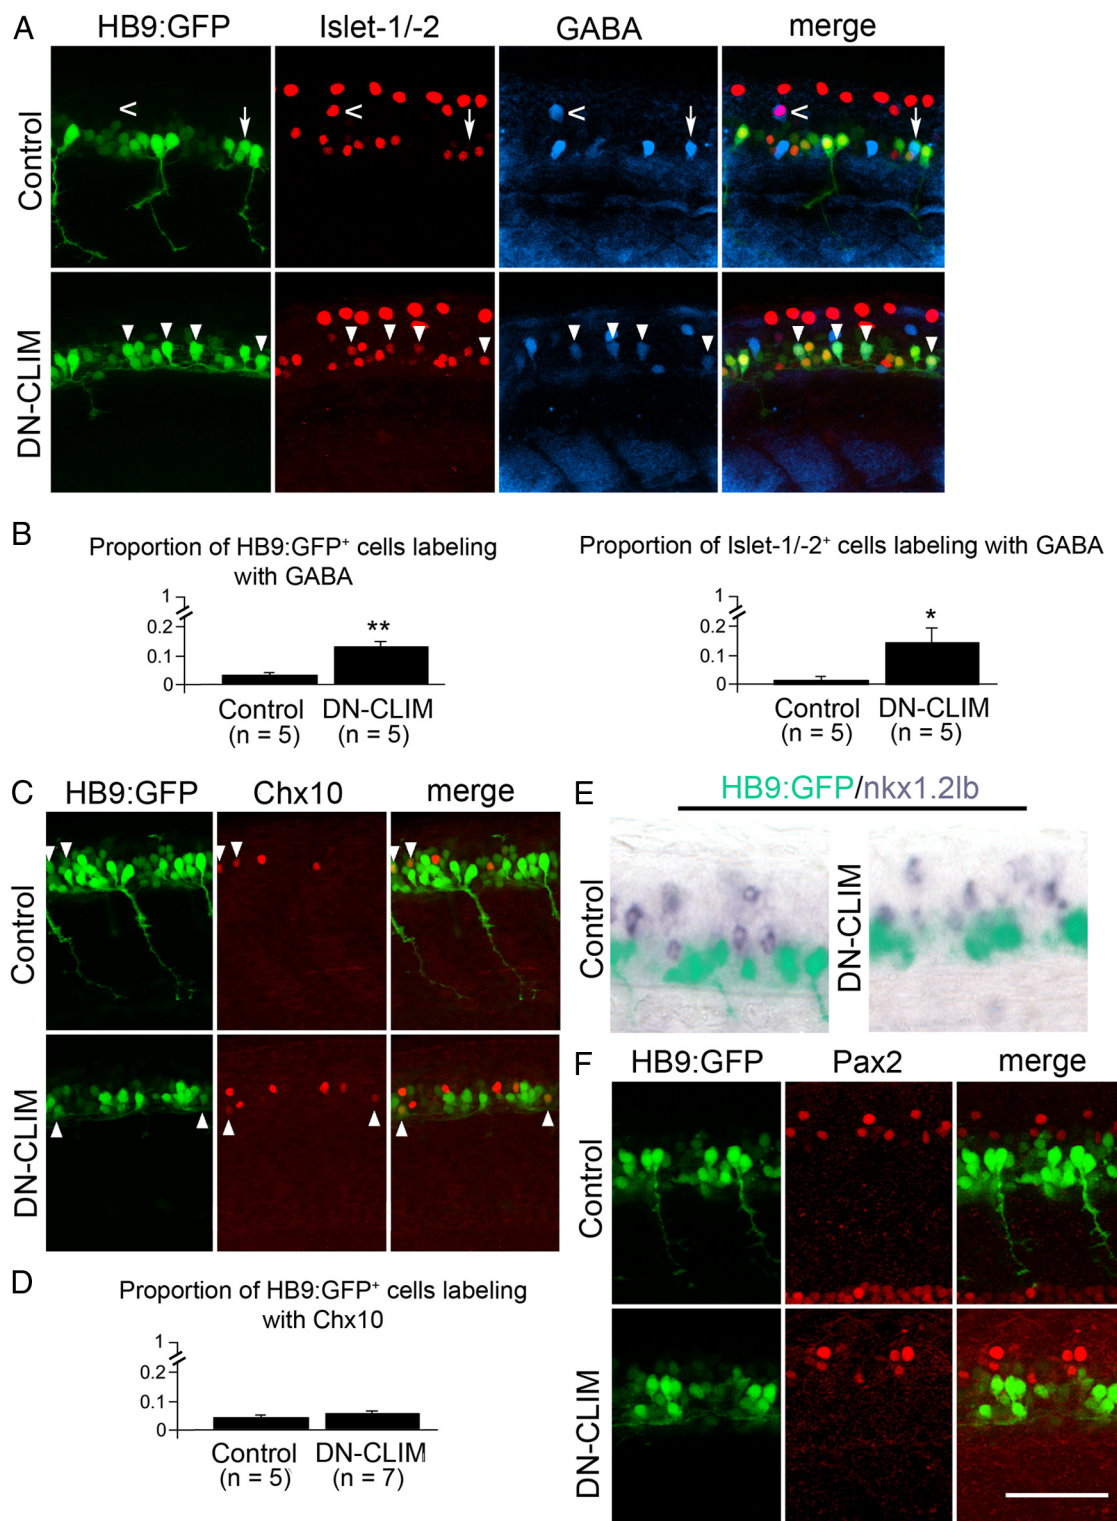 A
HB9:GFP Islet-1/-2 GABA merge
Control
DN-CLIM
B
Proportion of HB9:GFP⁺ cells labeling
with GABA
1
0.2
0.1
0
**
Control DN-CLIM
(n = 5) (n = 5)
Proportion of Islet-1/-2⁺ cells labeling with GABA
1
0.2
0.1
0
*
Control DN-CLIM
(n = 5) (n = 5)
C
HB9:GFP Chx10 merge
Control
DN-CLIM
D
Proportion of HB9:GFP⁺ cells labeling
with Chx10
1
0.2
0.1
0
Control DN-CLIM
(n = 5) (n = 7)
E
HB9:GFP/nkx1.2lb
Control
DN-CLIM
F
HB9:GFP Pax2 merge
Control
DN-CLIM